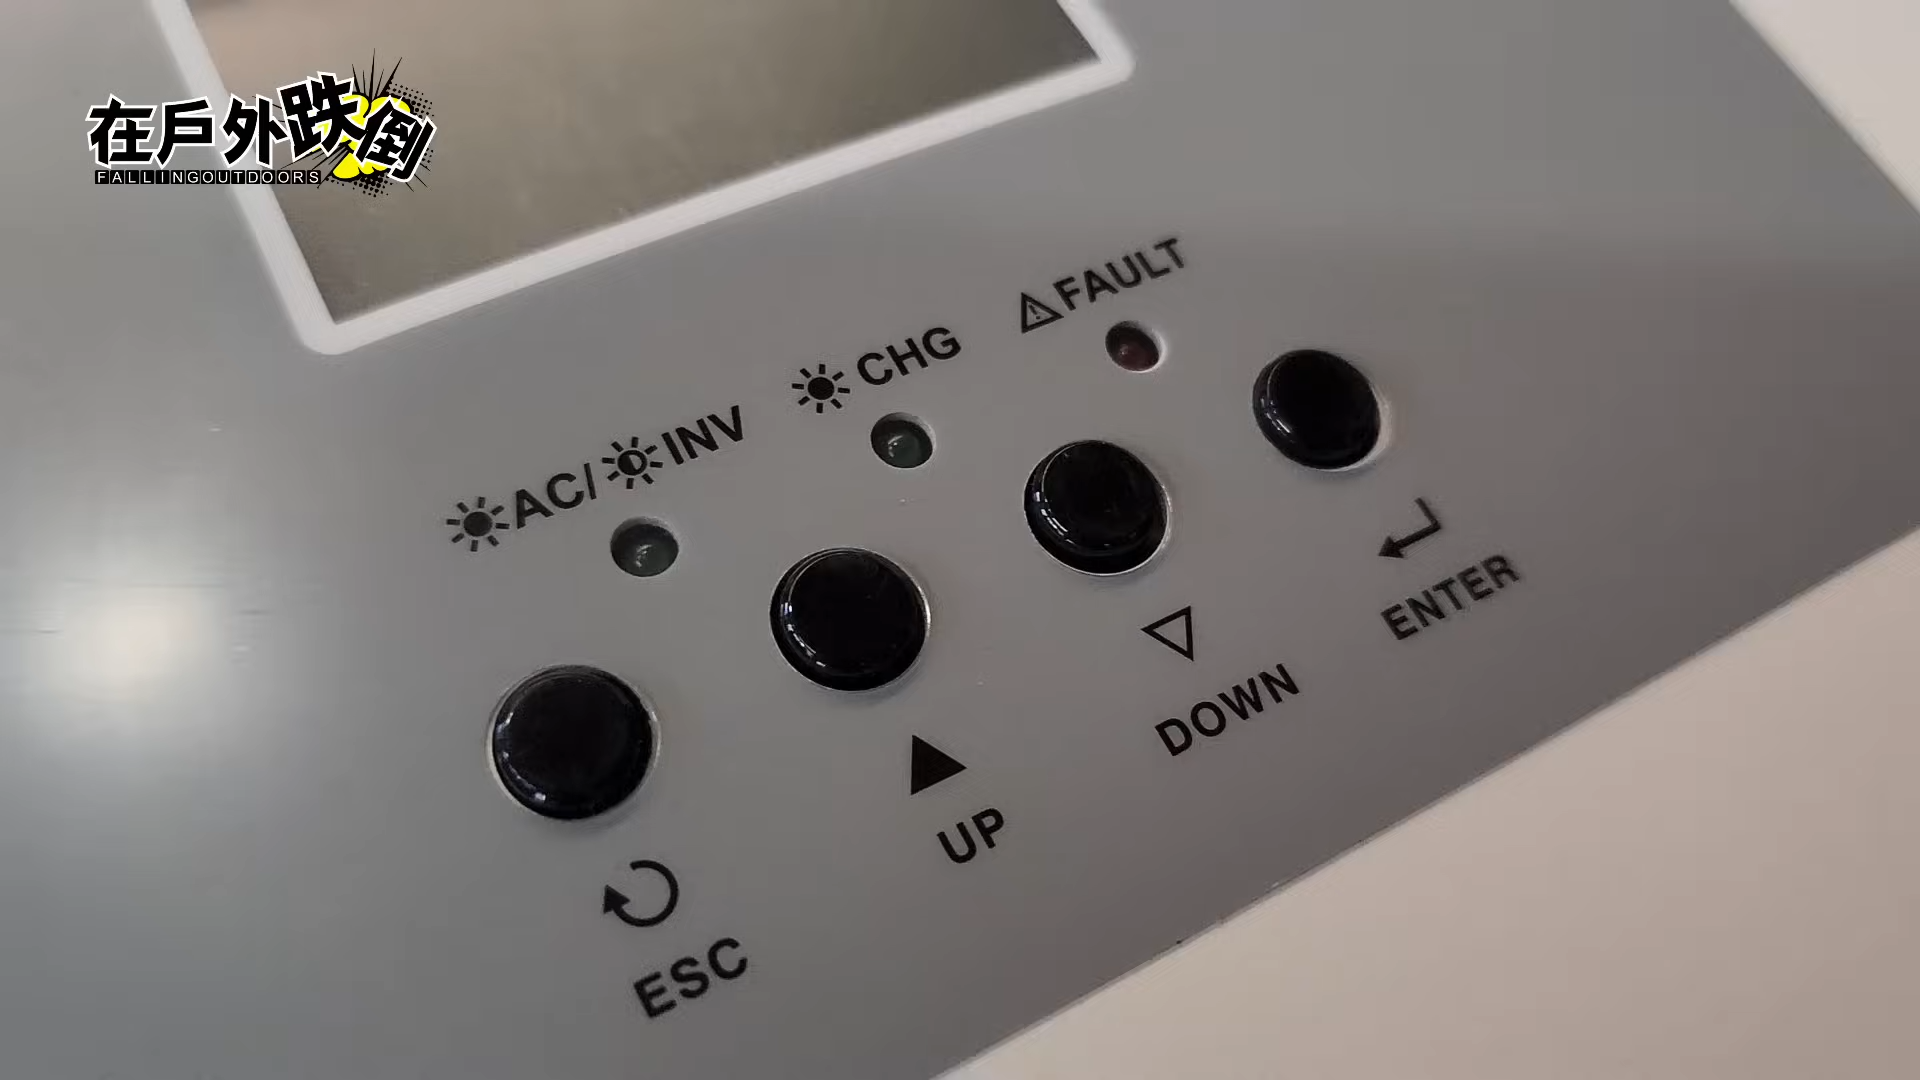 在戶外跌倒
FALLINGOUTDOORS
AC/ INV
CHG
FAULT
ESC
UP
DOWN
ENTER